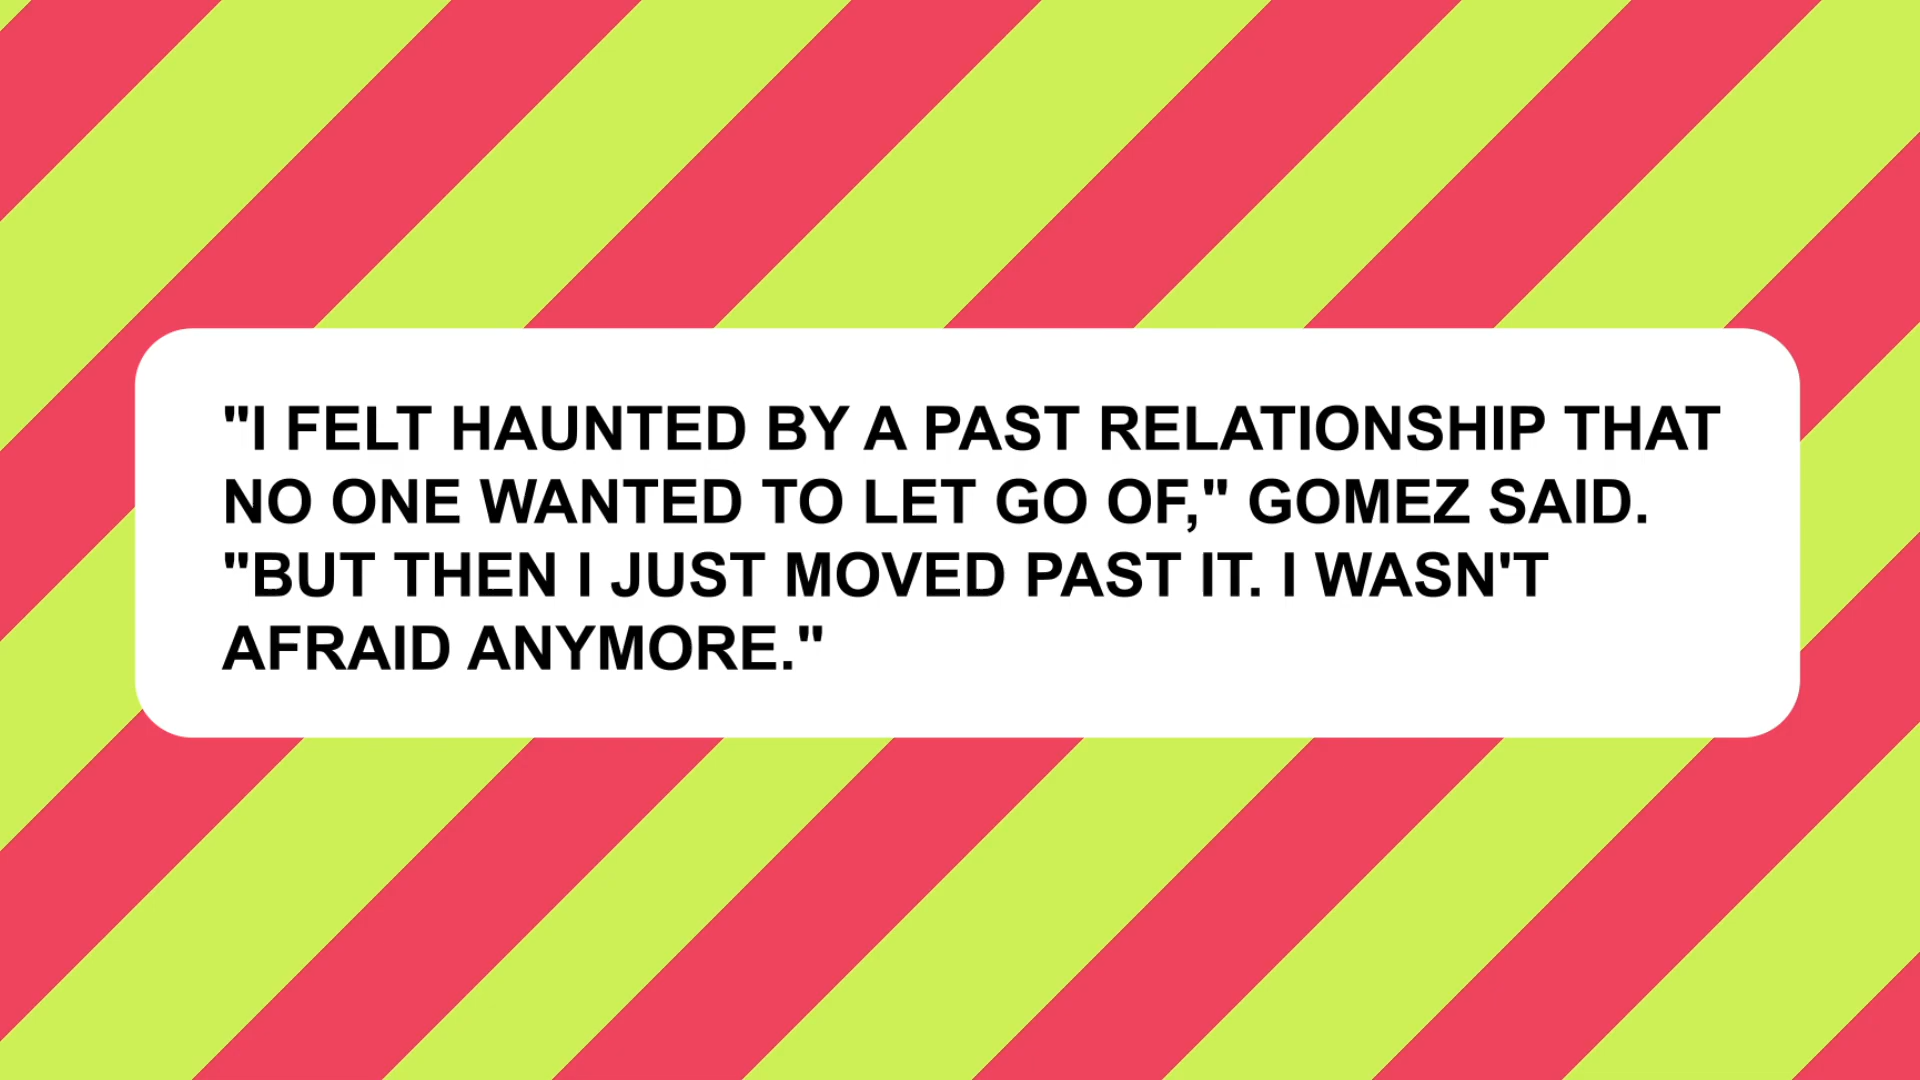 "I FELT HAUNTED BY A PAST RELATIONSHIP THAT
NO ONE WANTED TO LET GO OF," GOMEZ SAID.
"BUT THEN I JUST MOVED PAST IT. I WASN'T
AFRAID ANYMORE."